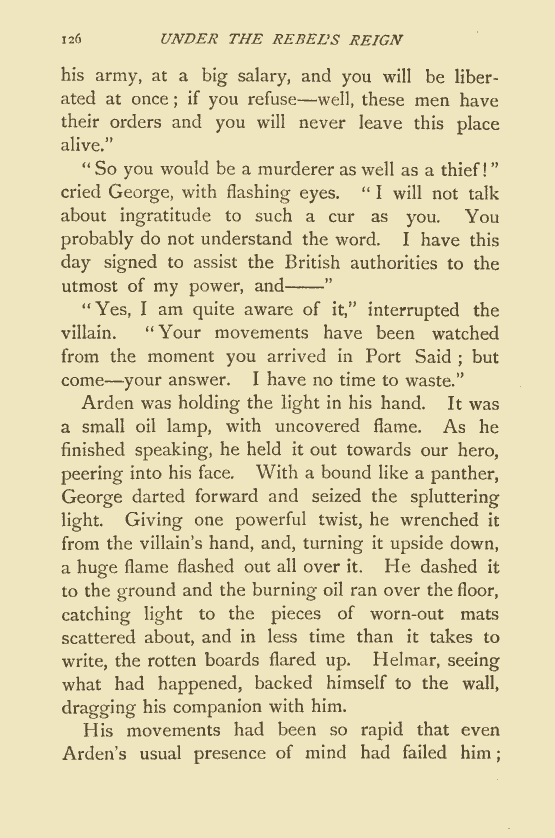 126 UNDER THE REBEL'S REIGN
his army, at a big salary, and you will be liber-
ated at once; if you refuse—well, these men have
their orders and you will never leave this place
alive."
"So you would be a murderer as well as a thief!"
cried George, with flashing eyes. "I will not talk
about ingratitude to such a cur as you. You
probably do not understand the word. I have this
day signed to assist the British authorities to the
utmost of my power, and——"
"Yes, I am quite aware of it," interrupted the
villain. "Your movements have been watched
from the moment you arrived in Port Said; but
come—your answer. I have no time to waste."
Arden was holding the light in his hand. It was
a small oil lamp, with uncovered flame. As he
finished speaking, he held it out towards our hero,
peering into his face. With a bound like a panther,
George darted forward and seized the spluttering
light. Giving one powerful twist, he wrenched it
from the villain's hand, and, turning it upside down,
a huge flame flashed out all over it. He dashed it
to the ground and the burning oil ran over the floor,
catching light to the pieces of worn-out mats
scattered about, and in less time than it takes to
write, the rotten boards flared up. Helmar, seeing
what had happened, backed himself to the wall,
dragging his companion with him.
His movements had been so rapid that even
Arden's usual presence of mind had failed him;